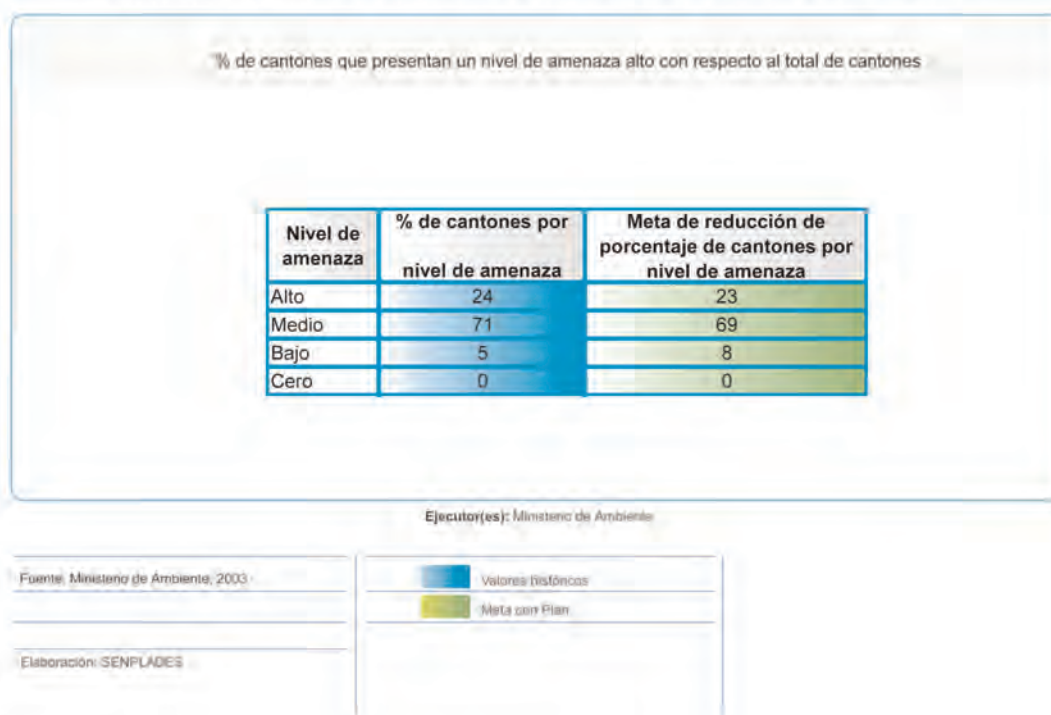 % de cantones que presentan un nivel de amenaza alto con respecto al total de cantones
Nivel de amenaza % de cantones por nivel de amenaza Meta de reducción de porcentaje de cantones por nivel de amenaza
Alto 24 23
Medio 71 69
Bajo 5 8
Cero 0 0
Ejecutor(es): Ministerio de Ambiente
Fuente: Ministerio de Ambiente, 2003
Valores históricos
Meta con Plan
Elaboración: SENPLADES